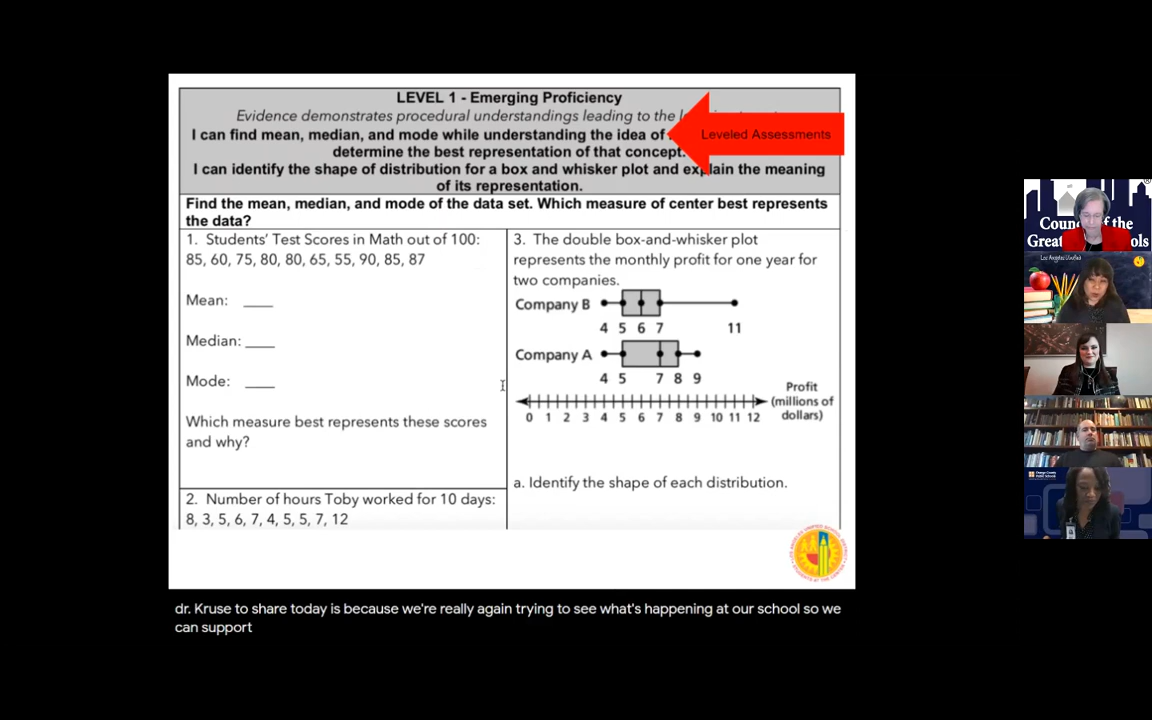 LEVEL 1 - Emerging Proficiency
Evidence demonstrates procedural understandings leading to the
I can find mean, median, and mode while understanding the idea of
Leveled Assessments
determine the best representation of that concept.
I can identify the shape of distribution for a box and whisker plot and explain the meaning
of its representation.
Find the mean, median, and mode of the data set. Which measure of center best represents
the data?
1. Students' Test Scores in Math out of 100:
85, 60, 75, 80, 80, 65, 55, 90, 85, 87
Mean: ___
Median: ___
Mode: ___
Which measure best represents these scores
and why?
2. Number of hours Toby worked for 10 days:
8, 3, 5, 6, 7, 4, 5, 5, 7, 12
3. The double box-and-whisker plot
represents the monthly profit for one year for
two companies.
Company B
4 5 6 7 11
Company A
4 5 7 8 9
0 1 2 3 4 5 6 7 8 9 10 11 12
Profit
(millions of
dollars)
a. Identify the shape of each distribution.
dr. Kruse to share today is because we're really again trying to see what's happening at our school so we
can support
Los Angeles Unified